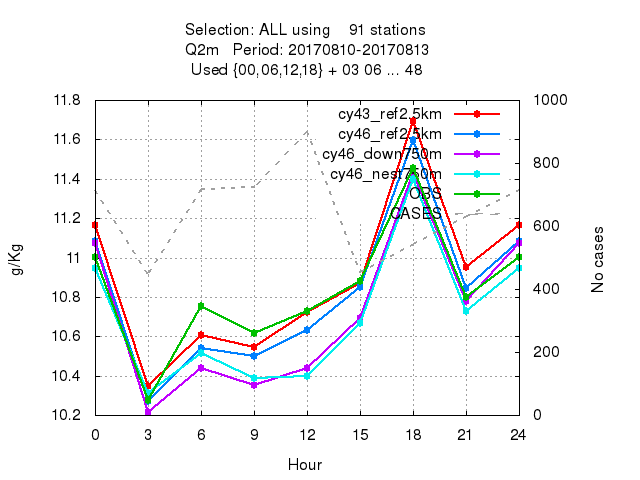 Selection: ALL using 91 stations
Q2m Period: 20170810-20170813
Used {00,06,12,18} + 03 06 ... 48
11.8
11.6
11.4
11.2
11
10.8
10.6
10.4
10.2
1000
800
600
400
200
0
cy43_ref2.5km
cy46_ref2.5km
cy46_down750m
cy46_nest750m
OBS
CASES
g/Kg
No cases
0 3 6 9 12 15 18 21 24
Hour